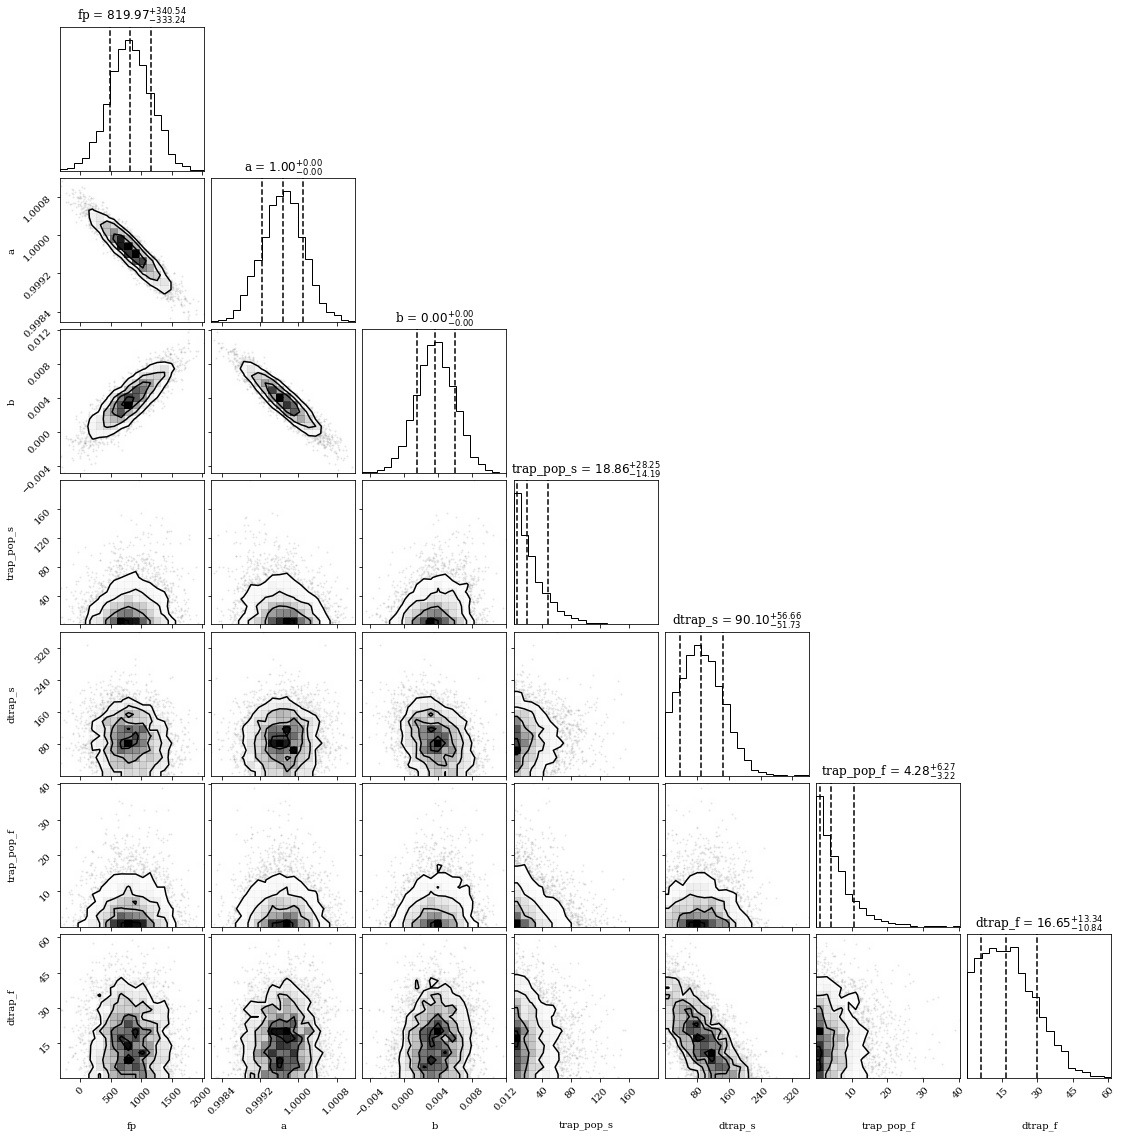 fp = 819.97+340.54−333.24
a = 1.00+0.00−0.00
1.0008
1.0000
0.9992
0.9984
a
b = 0.00+0.00−0.00
0.012
0.008
0.004
0.000
−0.004
b
trap_pop_s = 18.86+28.25−14.19
160
120
80
40
trap_pop_s
dtrap_s = 90.10+56.66−51.73
320
240
160
80
dtrap_s
trap_pop_f = 4.28+6.27−3.22
40
30
20
10
trap_pop_f
dtrap_f = 16.65+13.34−10.84
60
45
30
15
dtrap_f
0 500 1000 1500 2000
0.9984 0.9992 1.0000 1.0008
−0.004 0.000 0.004 0.008 0.012
40 80 120 160
80 160 240 320
10 20 30 40
15 30 45 60
fp a b trap_pop_s dtrap_s trap_pop_f dtrap_f